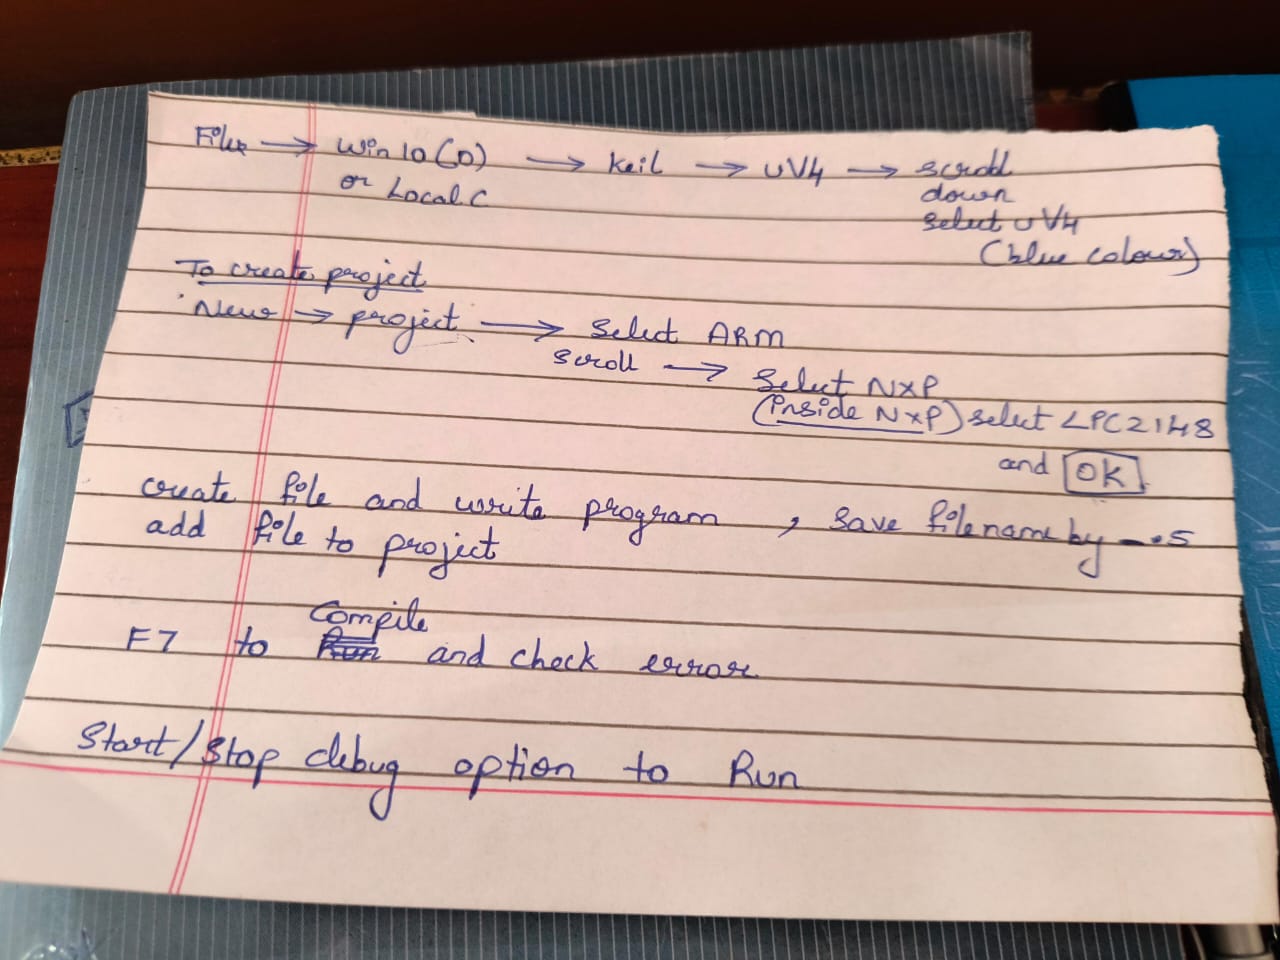 Files → Win 10 (D) → Keil → UV4 → scroll
or Local C
down
select UV4
(blue colour)
To create project
New → project → Select ARM
scroll → Select NXP
(inside NXP) select LPC2148
and OK
create file and write program , save filename by —.s
add file to project
Compile
F7 to Run and check error
Start/Stop debug option to Run